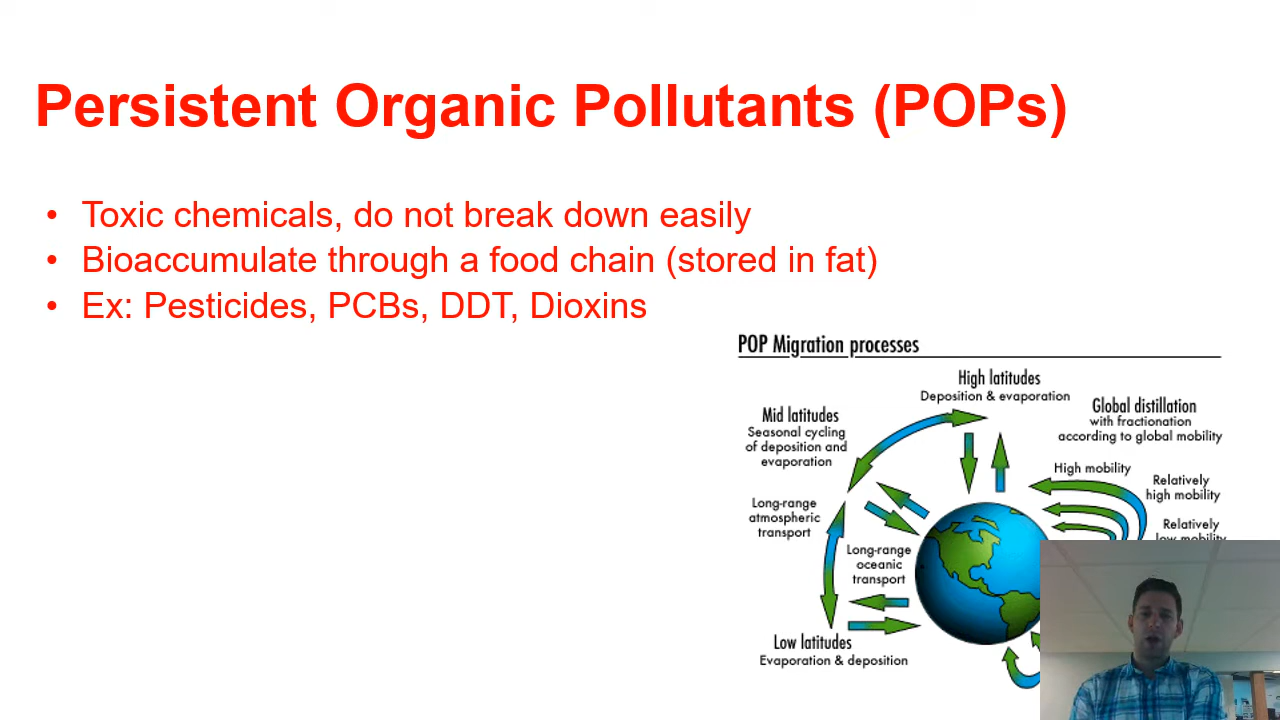 Persistent Organic Pollutants (POPs)
• Toxic chemicals, do not break down easily
• Bioaccumulate through a food chain (stored in fat)
• Ex: Pesticides, PCBs, DDT, Dioxins
POP Migration processes
High latitudes
Deposition & evaporation
Mid latitudes
Seasonal cycling
of deposition and
evaporation
Global distillation
with fractionation
according to global mobility
High mobility
Relatively
high mobility
Long-range
atmospheric
transport
Relatively
low mobility
Long-range
oceanic
transport
Low latitudes
Evaporation & deposition